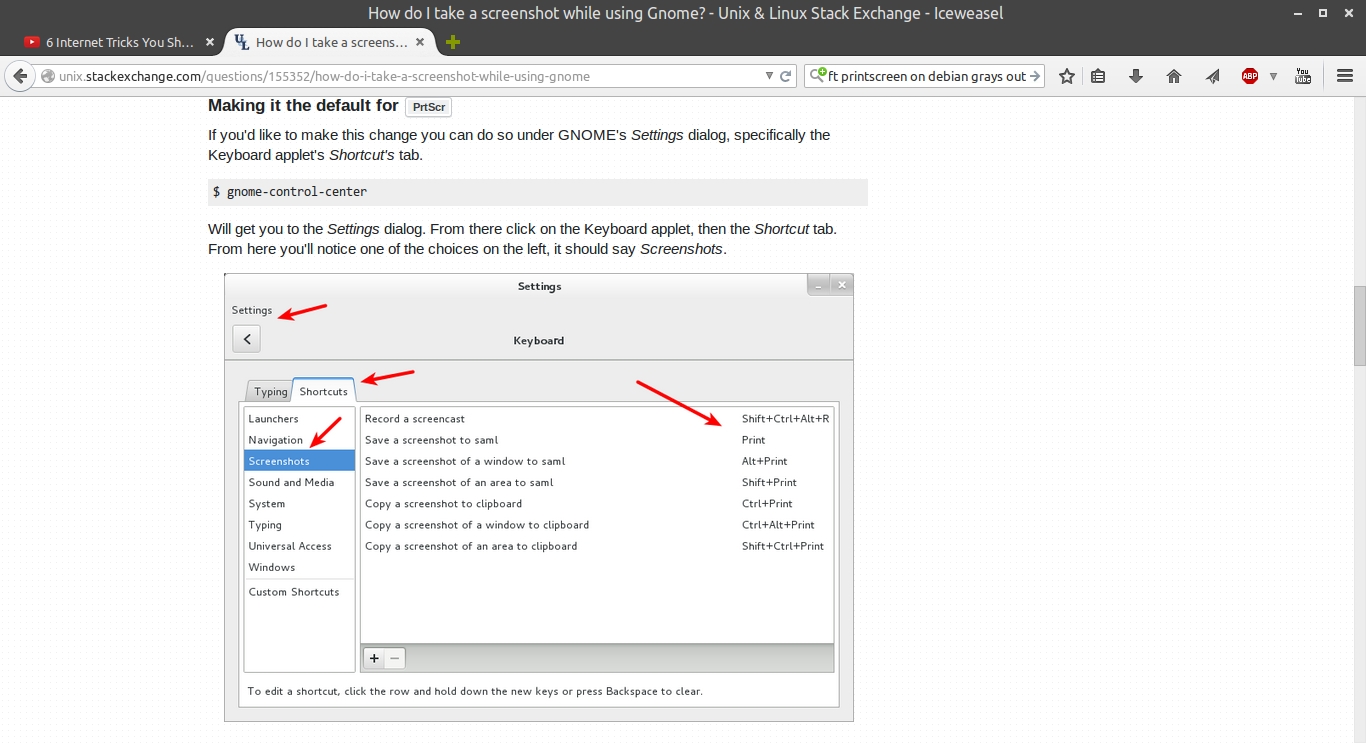 How do I take a screenshot while using Gnome? - Unix & Linux Stack Exchange - Iceweasel
6 Internet Tricks You Sh...
How do I take a screens...
unix.stackexchange.com/questions/155352/how-do-i-take-a-screenshot-while-using-gnome
ft printscreen on debian grays out
ABP
You Tube
Making it the default for PrtScr
If you'd like to make this change you can do so under GNOME's Settings dialog, specifically the
Keyboard applet's Shortcut's tab.
$ gnome-control-center
Will get you to the Settings dialog. From there click on the Keyboard applet, then the Shortcut tab.
From here you'll notice one of the choices on the left, it should say Screenshots.
Settings
Settings
Keyboard
Typing
Shortcuts
Launchers
Navigation
Screenshots
Sound and Media
System
Typing
Universal Access
Windows
Custom Shortcuts
Record a screencast Shift+Ctrl+Alt+R
Save a screenshot to saml Print
Save a screenshot of a window to saml Alt+Print
Save a screenshot of an area to saml Shift+Print
Copy a screenshot to clipboard Ctrl+Print
Copy a screenshot of a window to clipboard Ctrl+Alt+Print
Copy a screenshot of an area to clipboard Shift+Ctrl+Print
To edit a shortcut, click the row and hold down the new keys or press Backspace to clear.